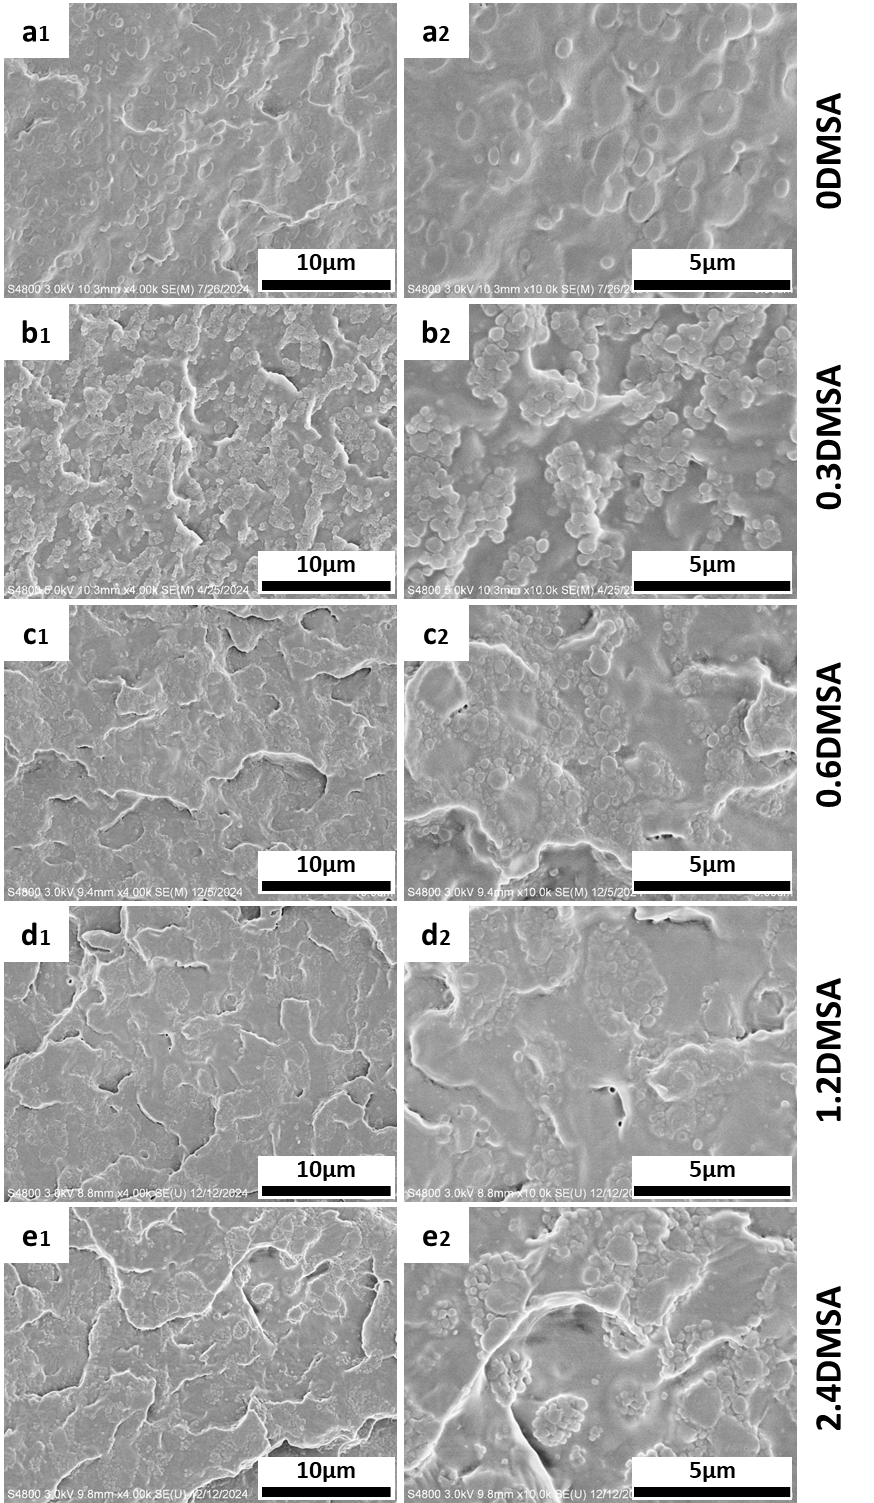 a1
a2
10μm
5μm
S4800 3.0kV 10.3mm x4.00k SE(M) 7/26/2024
S4800 3.0kV 10.3mm x10.0k SE(M) 7/26/
0DMSA
b1
b2
10μm
5μm
S4800 5.0kV 10.3mm x4.00k SE(M) 4/25/2024
S4800 5.0kV 10.3mm x10.0k SE(M) 4/25/2
0.3DMSA
c1
c2
10μm
5μm
S4800 3.0kV 9.4mm x4.00k SE(M) 12/5/2024
S4800 3.0kV 9.4mm x10.0k SE(M) 12/5/202
0.6DMSA
d1
d2
10μm
5μm
S4800 3.0kV 8.8mm x4.00k SE(U) 12/12/2024
S4800 3.0kV 8.8mm x10.0k SE(U) 12/12/20
1.2DMSA
e1
e2
10μm
5μm
S4800 3.0kV 9.8mm x4.00k SE(U) 12/12/2024
S4800 3.0kV 9.8mm x10.0k SE(U) 12/12/20
2.4DMSA